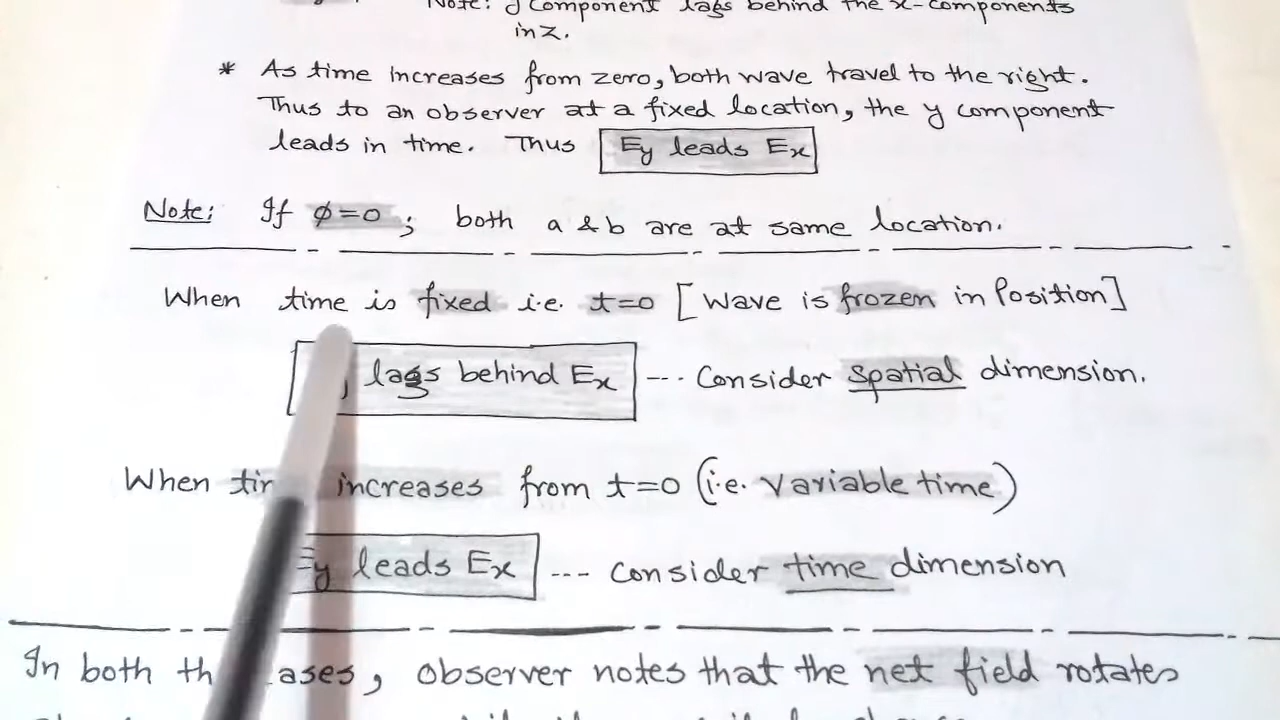 Note: y component lags behind the x-components
in z.
* As time increases from zero, both wave travel to the right.
Thus to an observer at a fixed location, the y component
leads in time. Thus Ey leads Ex
Note: If φ=0; both a & b are at same location.
When time is fixed i.e. t=0 [Wave is frozen in Position]
lags behind Ex --- Consider spatial dimension.
When increases from t=0 (i.e. variable time)
Ey leads Ex --- consider time dimension
In both observer notes that the net field rotates